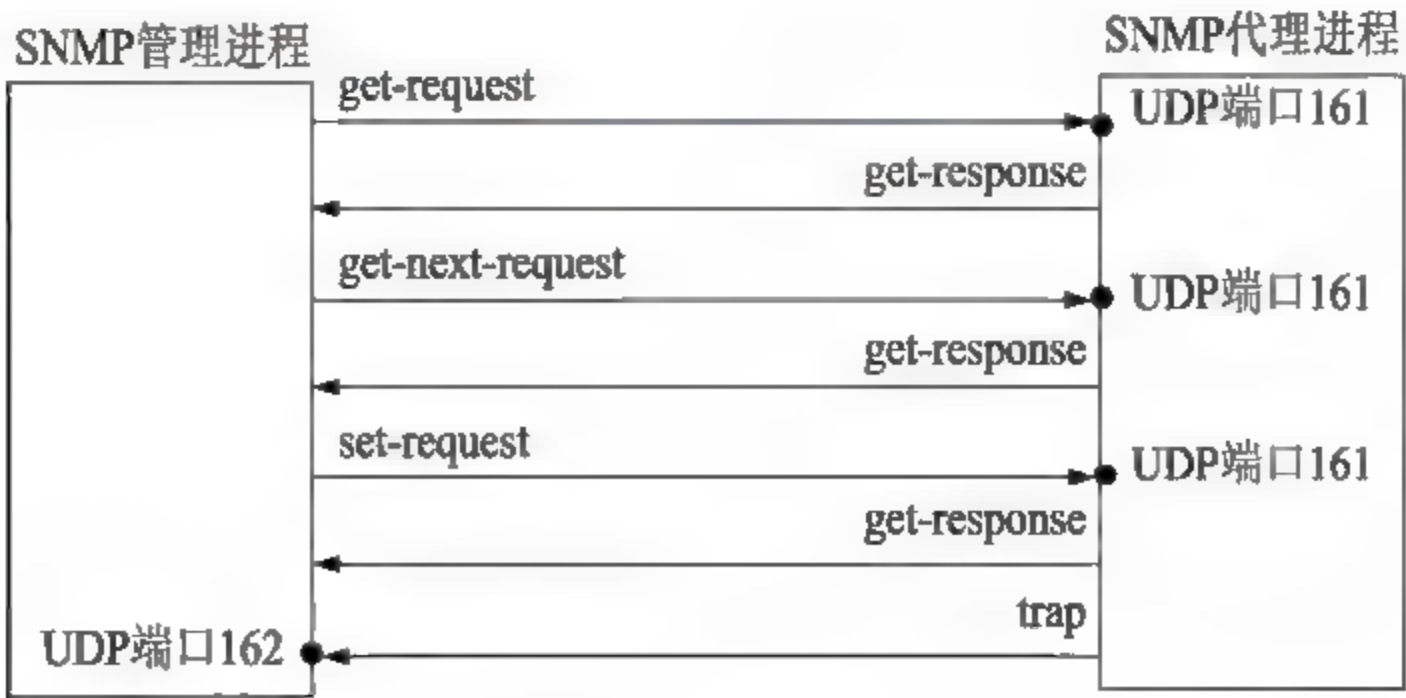 SNMP管理进程
SNMP代理进程
get-request
UDP端口161
get-response
get-next-request
UDP端口161
get-response
set-request
UDP端口161
get-response
trap
UDP端口162